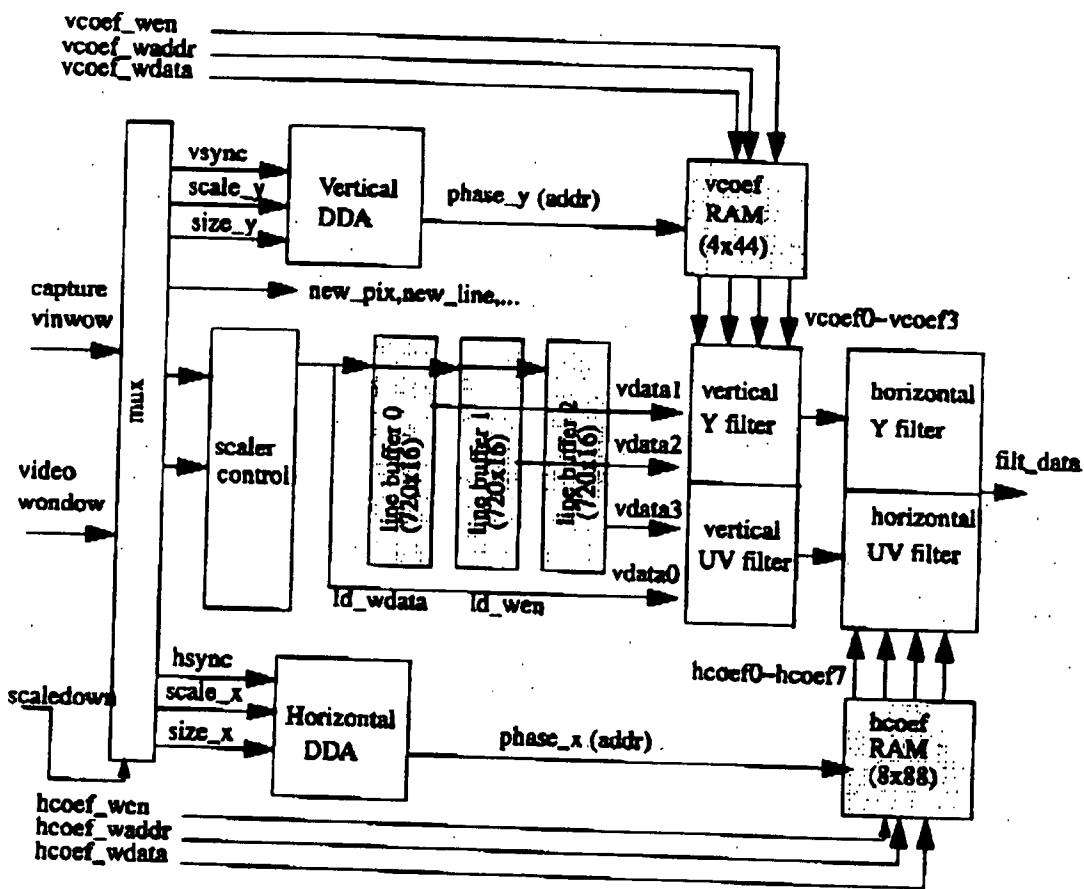 vcoef_wen
vcoef_waddr
vcoef_wdata
vsync
scale_y
size_y
Vertical
DDA
phase_y (addr)
vcoef
RAM
(4x44)
capture
vinwow
new_pix,new_line,...
vcoef0-vcoef3
mux
scaler
control
line buffer 0
(720x16)
line buffer 1
(720x16)
line buffer 2
(720x16)
vdata1
vdata2
vdata3
vdata0
vertical
Y filter
vertical
UV filter
horizontal
Y filter
horizontal
UV filter
filt_data
video
wondow
ld_wdata
ld_wen
hsync
scale_x
size_x
scaledown
Horizontal
DDA
phase_x (addr)
hcoef0-hcoef7
hcoef
RAM
(8x88)
hcoef_wen
hcoef_waddr
hcoef_wdata